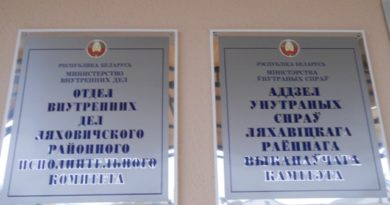 РЕСПУБЛИКА БЕЛАРУСЬ
МИНИСТЕРСТВО
ВНУТРЕННИХ ДЕЛ
ОТДЕЛ
ВНУТРЕННИХ
ДЕЛ
ЛЯХОВИЧСКОГО
РАЙОННОГО
ИСПОЛНИТЕЛЬНОГО
КОМИТЕТА
РЭСПУБЛІКА БЕЛАРУСЬ
МІНІСТЭРСТВА
ЎНУТРАНЫХ СПРАЎ
АДДЗЕЛ
УНУТРАНЫХ
СПРАЎ
ЛЯХАВІЦКАГА
РАЁННАГА
ВЫКАНАЎЧАГА
КАМІТЭТА